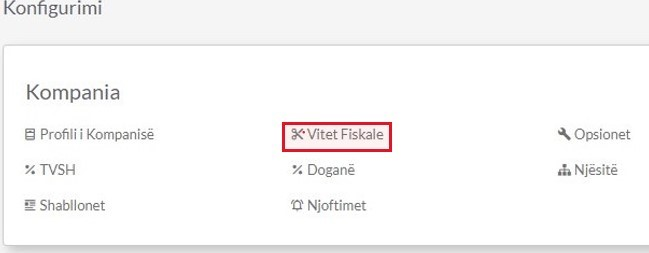 Konfigurimi
Kompania
Profili i Kompanisë
Vitet Fiskale
Opsionet
TVSH
Doganë
Njësitë
Shabllonet
Njoftimet